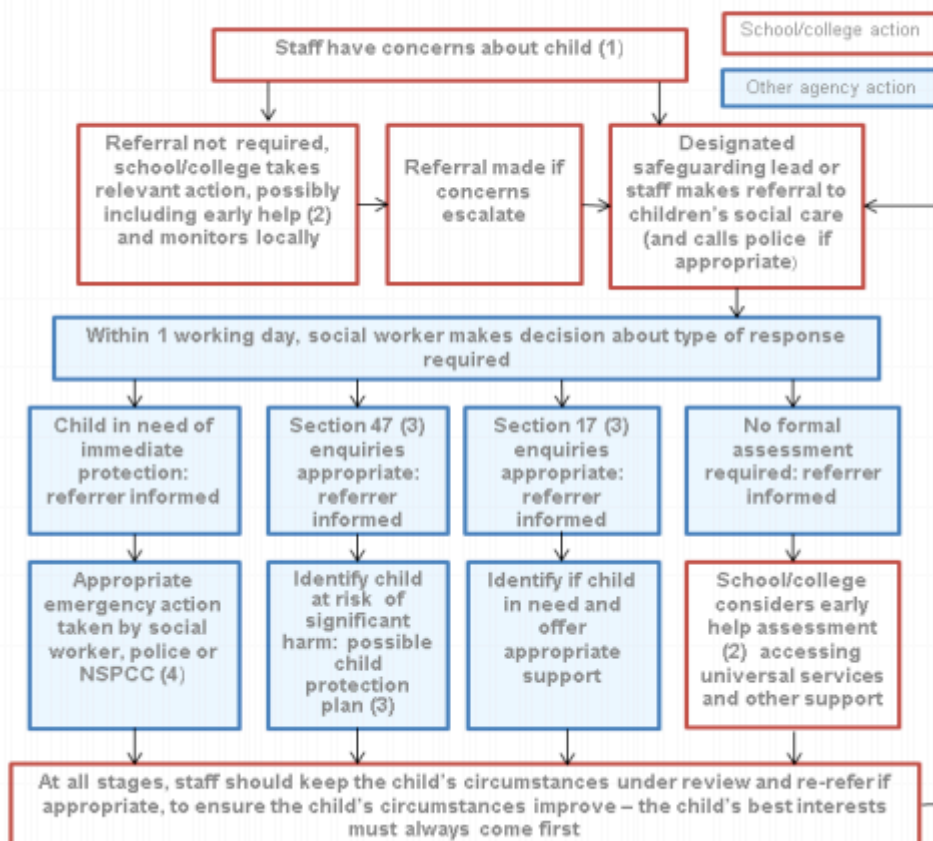 Staff have concerns about child (1)
School/college action
Other agency action
Referral not required,
school/college takes
relevant action, possibly
including early help (2)
and monitors locally
Referral made if
concerns
escalate
Designated
safeguarding lead or
staff makes referral to
children's social care
(and calls police if
appropriate)
Within 1 working day, social worker makes decision about type of response
required
Child in need of
immediate
protection:
referrer informed
Section 47 (3)
enquiries
appropriate:
referrer
informed
Section 17 (3)
enquiries
appropriate:
referrer
informed
No formal
assessment
required: referrer
informed
Appropriate
emergency action
taken by social
worker, police or
NSPCC (4)
Identify child
at risk of
significant
harm: possible
child
protection
plan (3)
Identify if child
in need and
offer
appropriate
support
School/college
considers early
help assessment
(2) accessing
universal services
and other support
At all stages, staff should keep the child's circumstances under review and re-refer if
appropriate, to ensure the child's circumstances improve – the child's best interests
must always come first